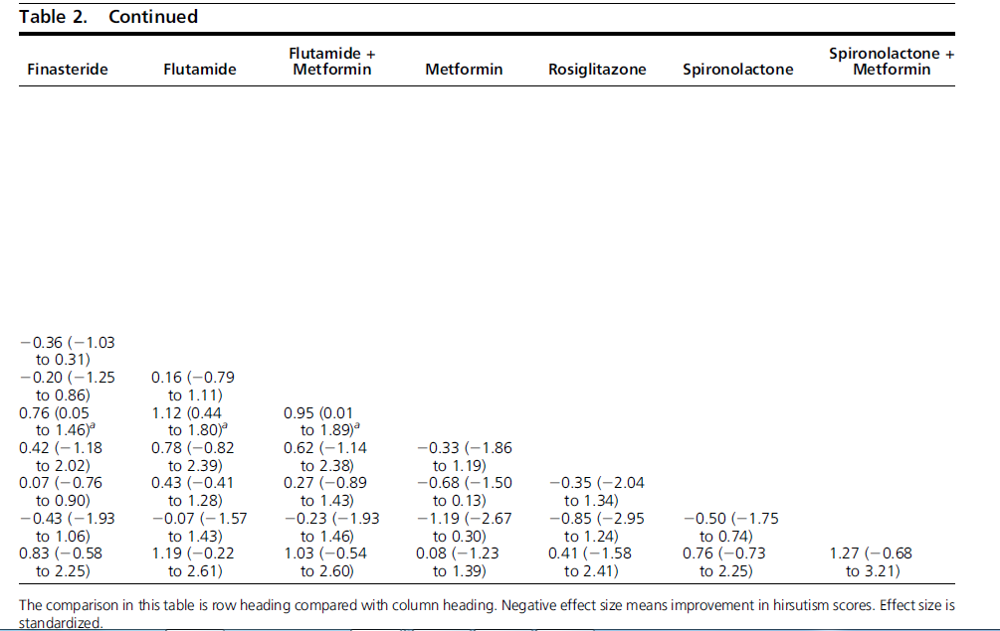 Table 2. Continued
Flutamide + Spironolactone +
Finasteride Flutamide Metformin Metformin Rosiglitazone Spironolactone Metformin
−0.36 (−1.03
to 0.31)
−0.20 (−1.25 0.16 (−0.79
to 0.86) to 1.11)
0.76 (0.05 1.12 (0.44 0.95 (0.01
to 1.46)a to 1.80)a to 1.89)a
0.42 (−1.18 0.78 (−0.82 0.62 (−1.14 −0.33 (−1.86
to 2.02) to 2.39) to 2.38) to 1.19)
0.07 (−0.76 0.43 (−0.41 0.27 (−0.89 −0.68 (−1.50 −0.35 (−2.04
to 0.90) to 1.28) to 1.43) to 0.13) to 1.34)
−0.43 (−1.93 −0.07 (−1.57 −0.23 (−1.93 −1.19 (−2.67 −0.85 (−2.95 −0.50 (−1.75
to 1.06) to 1.43) to 1.46) to 0.30) to 1.24) to 0.74)
0.83 (−0.58 1.19 (−0.22 1.03 (−0.54 0.08 (−1.23 0.41 (−1.58 0.76 (−0.73 1.27 (−0.68
to 2.25) to 2.61) to 2.60) to 1.39) to 2.41) to 2.25) to 3.21)
The comparison in this table is row heading compared with column heading. Negative effect size means improvement in hirsutism scores. Effect size is
standardized.